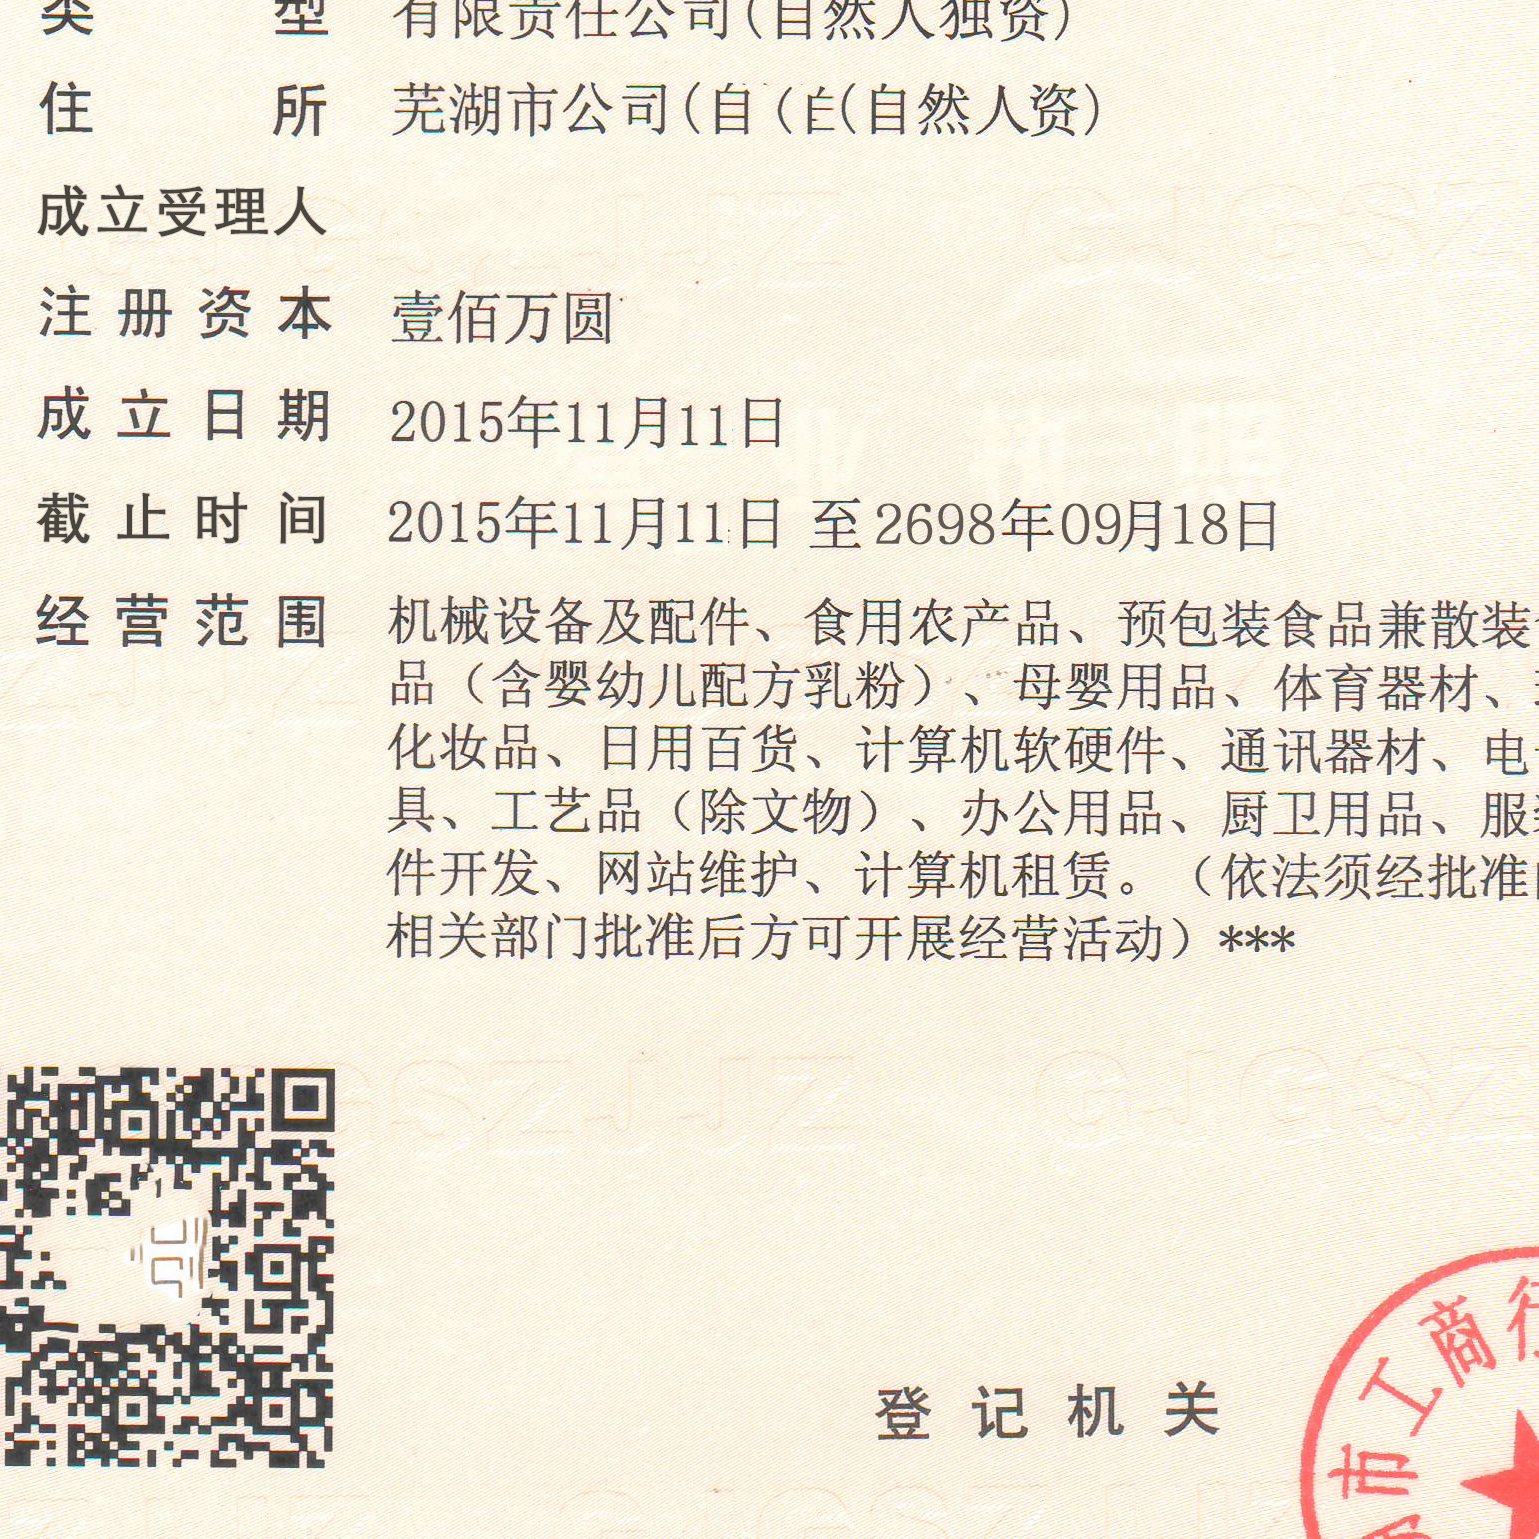 类型 有限责任公司(自然人独资)
住所 芜湖市公司(自(自(自然人资)
成立受理人
注册资本 壹佰万圆
成立日期 2015年11月11日
截止时间 2015年11月11日 至2698年09月18日
经营范围 机械设备及配件、食用农产品、预包装食品兼散装
品（含婴幼儿配方乳粉）、母婴用品、体育器材、
化妆品、日用百货、计算机软硬件、通讯器材、电
具、工艺品（除文物）、办公用品、厨卫用品、服
件开发、网站维护、计算机租赁。（依法须经批准
相关部门批准后方可开展经营活动）***
登记机关
市工商行